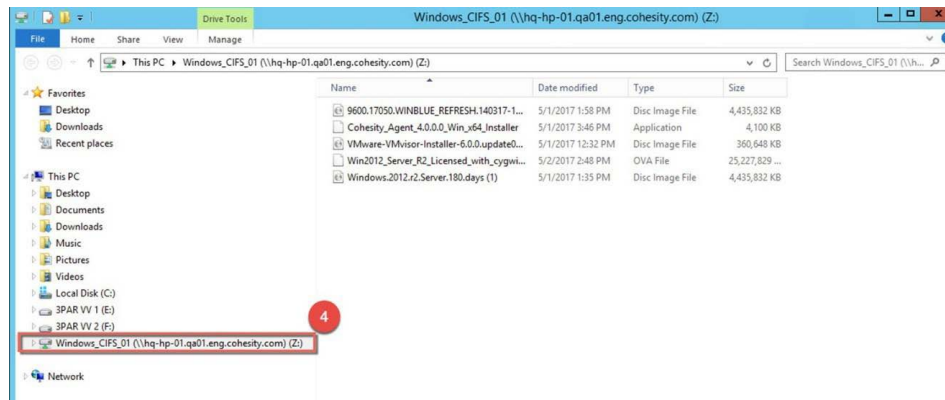 Drive Tools
Windows_CIFS_01 (\\hq-hp-01.qa01.eng.cohesity.com) (Z:)
File Home Share View Manage
This PC Windows_CIFS_01 (\\hq-hp-01.qa01.eng.cohesity.com) (Z:)
Search Windows_CIFS_01 (\\h...
Name Date modified Type Size
Favorites
Desktop
Downloads
Recent places
9600.17050.WINBLUE_REFRESH.140317-1... 5/1/2017 1:58 PM Disc Image File 4,435,832 KB
Cohesity_Agent_4.0.0.0_Win_x64_Installer 5/1/2017 3:46 PM Application 4,100 KB
VMware-VMvisor-Installer-6.0.0.update0... 5/1/2017 12:32 PM Disc Image File 360,648 KB
Win2012_Server_R2_Licensed_with_cygwi... 5/2/2017 2:48 PM OVA File 25,227,829 ...
Windows.2012.r2.Server.180.days (1) 5/1/2017 1:35 PM Disc Image File 4,435,832 KB
This PC
Desktop
Documents
Downloads
Music
Pictures
Videos
Local Disk (C:)
3PAR VV 1 (E:)
3PAR VV 2 (F:)
Windows_CIFS_01 (\\hq-hp-01.qa01.eng.cohesity.com) (Z:)
4
Network